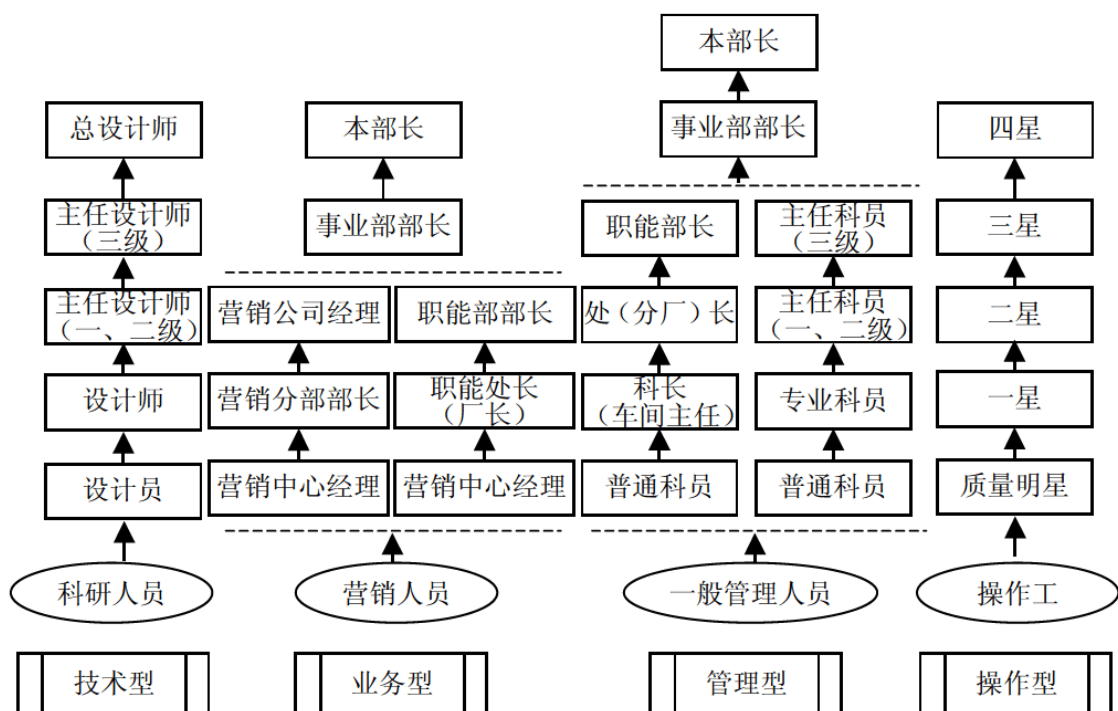 本部长
总设计师
本部长
事业部部长
四星
主任设计师
（三级）
事业部部长
职能部长
主任科员
（三级）
三星
主任设计师
（一、二级）
营销公司经理
职能部部长
处（分厂）长
主任科员
（一、二级）
二星
设计师
营销分部部长
职能处长
（厂长）
科长
（车间主任）
专业科员
一星
设计员
营销中心经理
营销中心经理
普通科员
普通科员
质量明星
科研人员
营销人员
一般管理人员
操作工
技术型
业务型
管理型
操作型